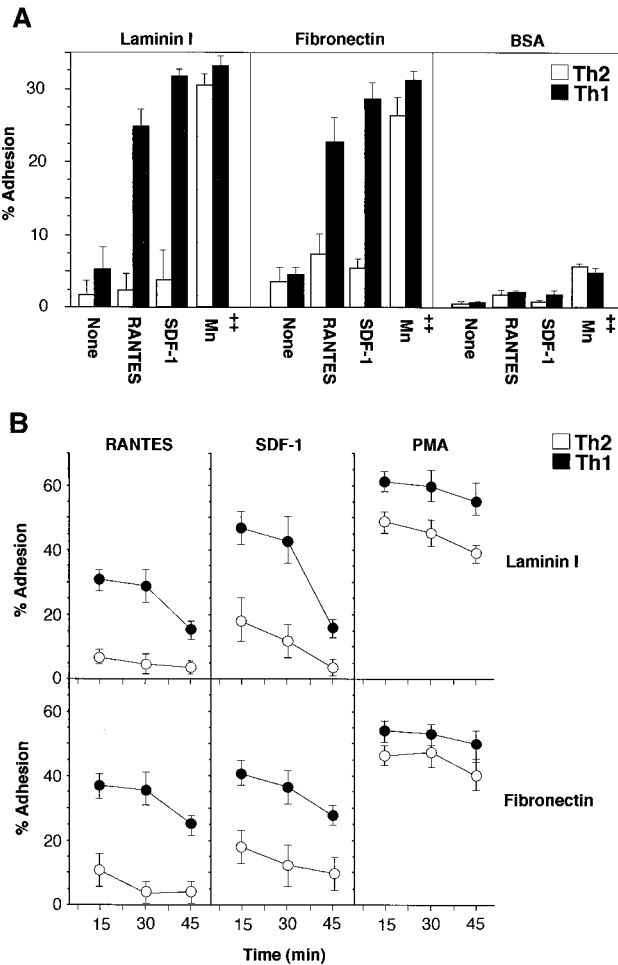 A
Laminin I Fibronectin BSA
Th2
Th1
% Adhesion
30
20
10
0
None RANTES SDF-1 Mn ++ None RANTES SDF-1 Mn ++ None RANTES SDF-1 Mn ++
B
RANTES SDF-1 PMA
Th2
Th1
% Adhesion
60
40
20
0
Laminin I
% Adhesion
40
20
0
Fibronectin
15 30 45 15 30 45 15 30 45
Time (min)